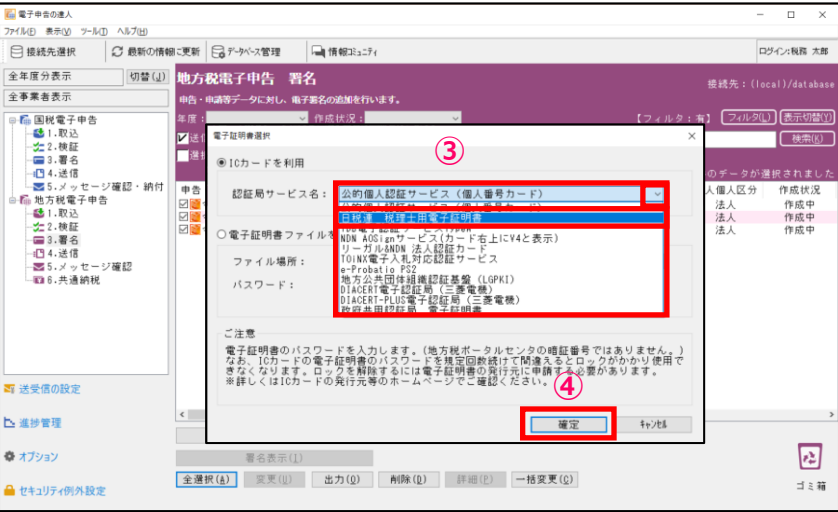 電子申告の達人
ファイル(F) 表示(V) ツール(T) ヘルプ(H)
接続先選択 最新の情報に更新 データベース管理 情報コミュニティ ログイン:税務 太郎
全年度分表示 切替(J)
全事業者表示
国税電子申告
1.取込
2.検証
3.署名
4.送信
5.メッセージ確認・納付
地方税電子申告
1.取込
2.検証
3.署名
4.送信
5.メッセージ確認
6.共通納税
送受信の設定
進捗管理
オプション
セキュリティ例外設定
地方税電子申告 署名
接続先:(local)/database
申告・申請等データに対し、電子署名の追加を行います。
年度: 作成状況: 【フィルタ:有】 フィルタ(L) 表示切替(Y)
検索(K)
のデータが選択されました
申告
人個人区分 作成状況
法人 作成中
法人 作成中
法人 作成中
電子証明書選択
③
ICカードを利用
認証局サービス名: 公的個人認証サービス (個人番号カード)
公的個人認証サービス (個人番号カード)
日税連 税理士用電子証明書
NDN AOSignサービス(カード右上にV4と表示)
リーガル&NDN 法人認証カード
TOiNX電子入札対応認証サービス
e-Probatio PS2
地方公共団体組織認証基盤 (LGPKI)
DIACERT電子認証局 (三菱電機)
DIACERT-PLUS電子認証局 (三菱電機)
政府共用認証局 電子証明書
電子証明書ファイルを
ファイル場所:
パスワード:
ご注意
電子証明書のパスワードを入力します。(地方税ポータルセンタの暗証番号ではありません。)
なお、ICカードの電子証明書のパスワードを規定回数続けて間違えるとロックがかかり使用で
きなくなります。ロックを解除するには電子証明書の発行元に申請する必要があります。
※詳しくはICカードの発行元等のホームページでご確認ください。
④
確定 キャンセル
署名表示(I)
全選択(A) 変更(U) 出力(O) 削除(D) 詳細(P) 一括変更(C)
ゴミ箱